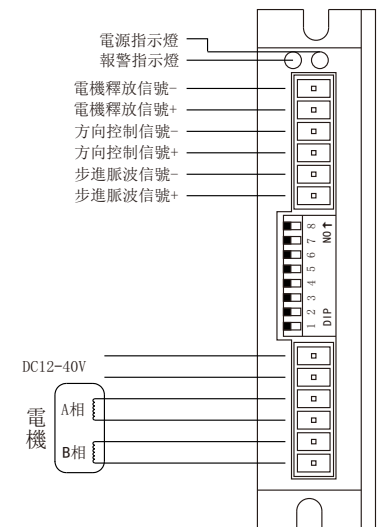 電源指示燈
報警指示燈
電機釋放信號-
電機釋放信號+
方向控制信號-
方向控制信號+
步進脈波信號-
步進脈波信號+
1 2 3 4 5 6 7 8
DIP NO↑
DC12-40V
電機
A相
B相